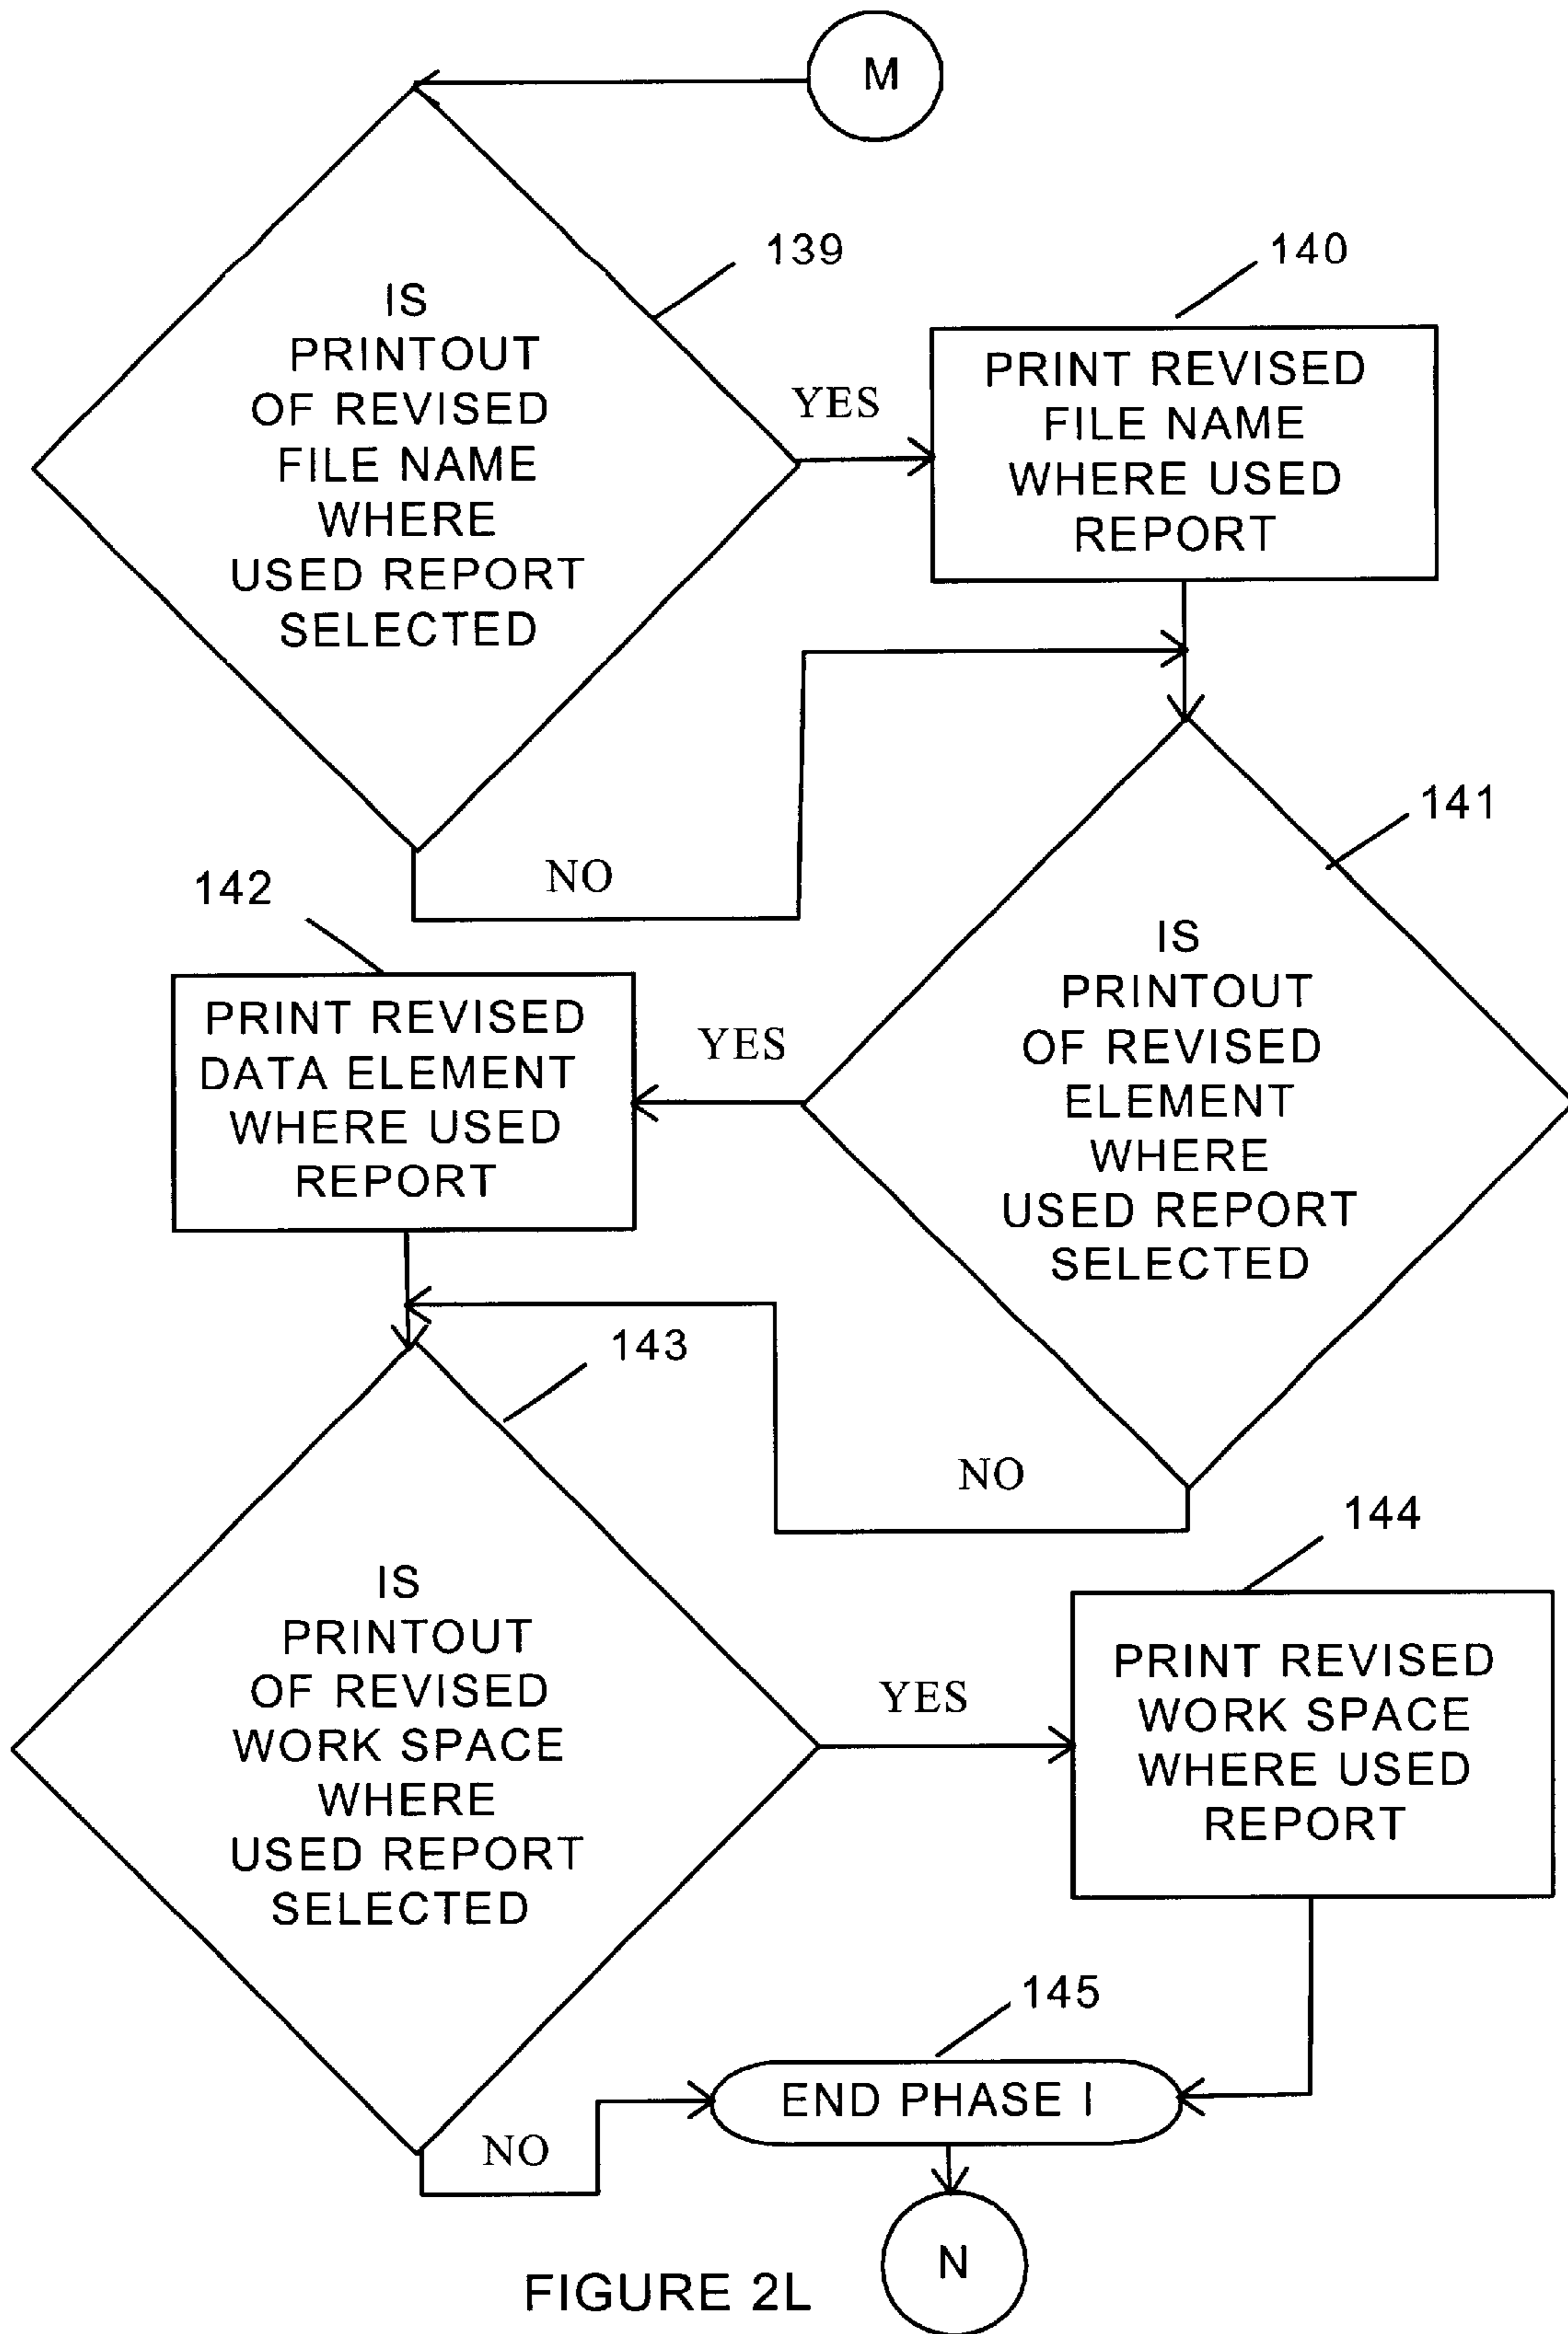 M
139
IS
PRINTOUT
OF REVISED
FILE NAME
WHERE
USED REPORT
SELECTED
YES
140
PRINT REVISED
FILE NAME
WHERE USED
REPORT
NO
141
IS
PRINTOUT
OF REVISED
ELEMENT
WHERE
USED REPORT
SELECTED
YES
142
PRINT REVISED
DATA ELEMENT
WHERE USED
REPORT
NO
143
IS
PRINTOUT
OF REVISED
WORK SPACE
WHERE
USED REPORT
SELECTED
YES
144
PRINT REVISED
WORK SPACE
WHERE USED
REPORT
NO
145
END PHASE I
N
FIGURE 2L